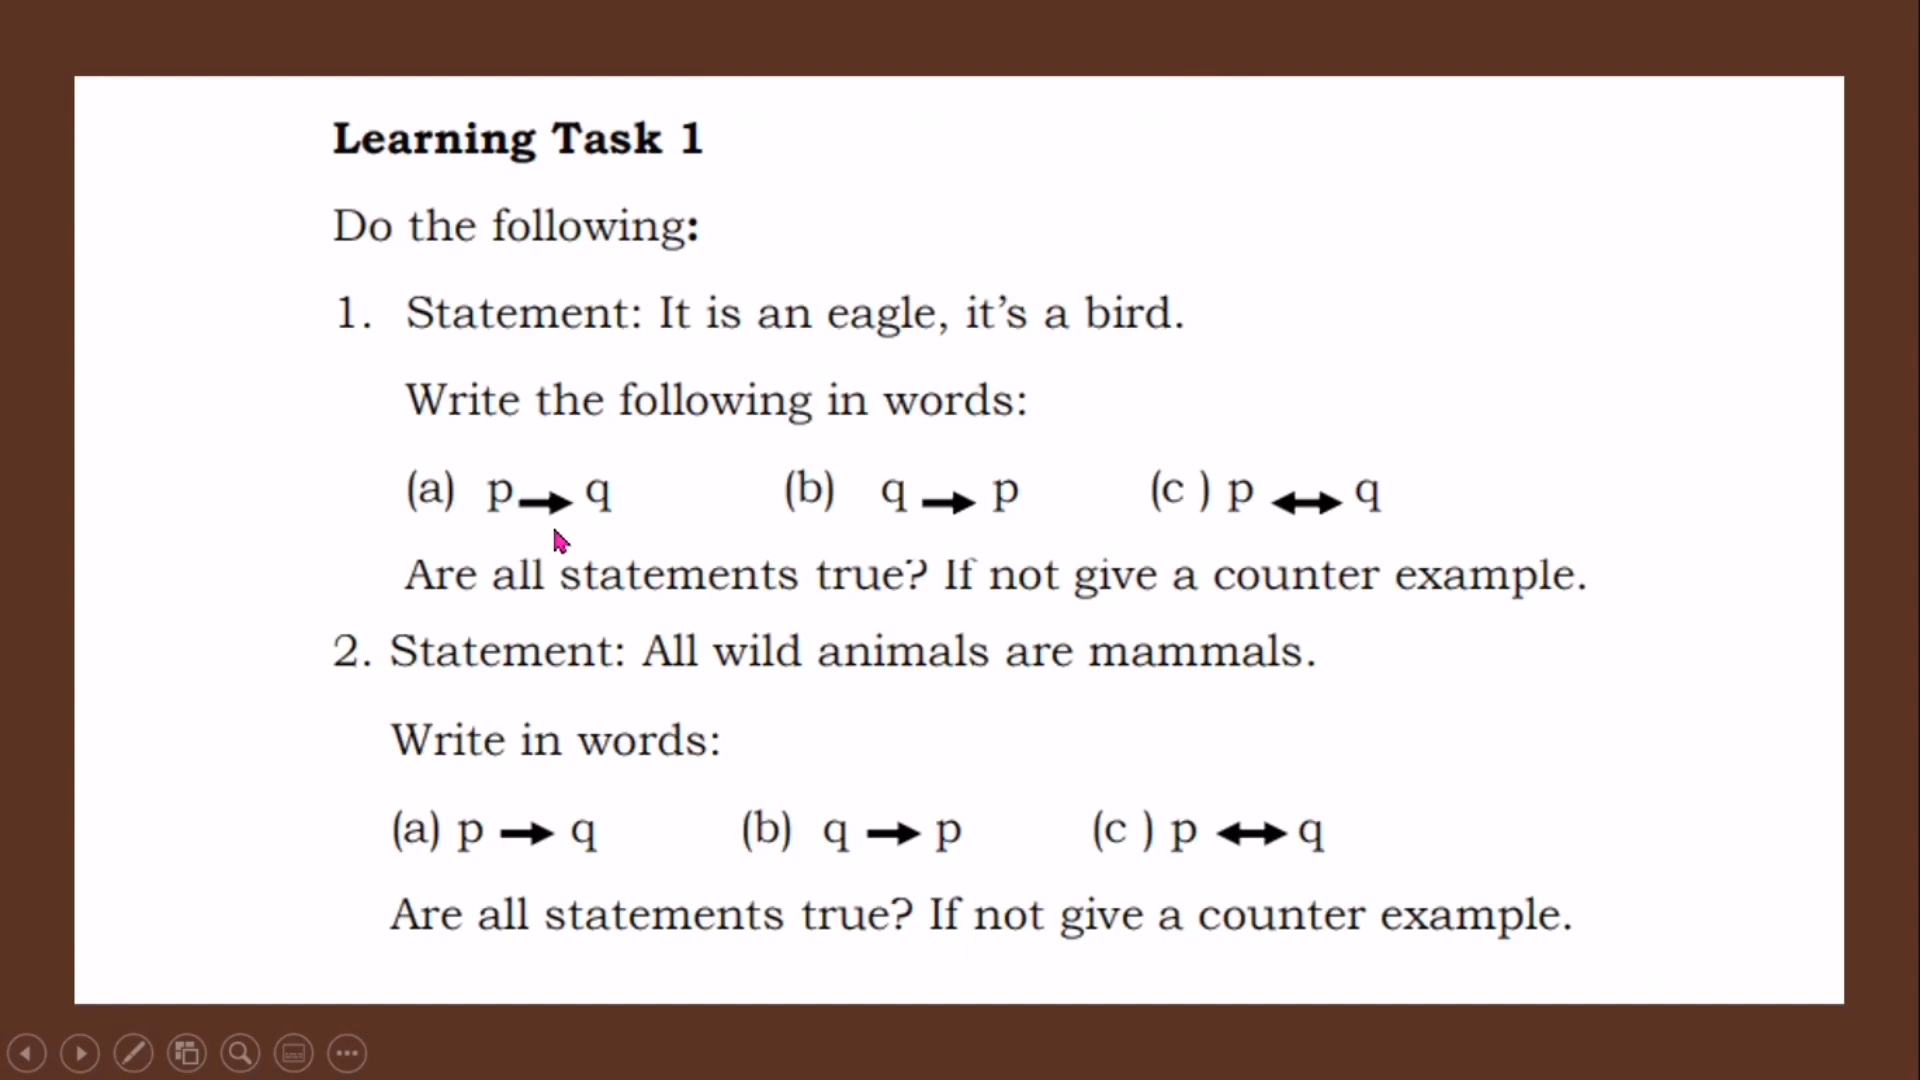 Learning Task 1
Do the following:
1. Statement: It is an eagle, it’s a bird.
Write the following in words:
(a) p → q (b) q → p (c ) p ↔ q
Are all statements true? If not give a counter example.
2. Statement: All wild animals are mammals.
Write in words:
(a) p → q (b) q → p (c ) p ↔ q
Are all statements true? If not give a counter example.